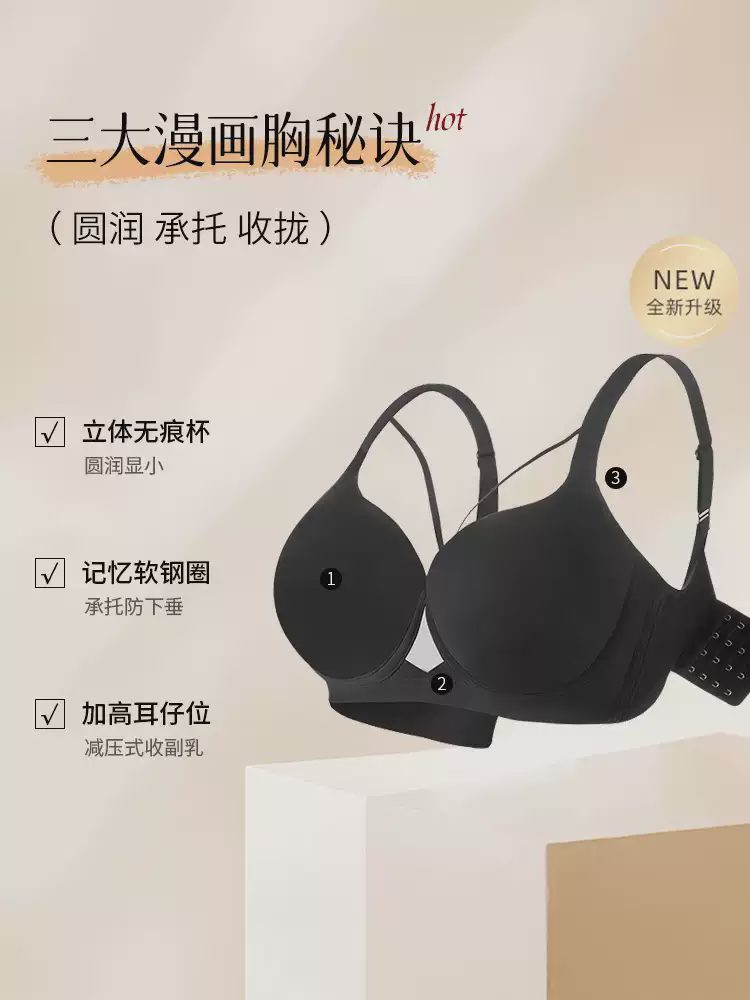 三大漫画胸秘诀 hot
（圆润 承托 收拢）
NEW
全新升级
√ 立体无痕杯
圆润显小
√ 记忆软钢圈
承托防下垂
√ 加高耳仔位
减压式收副乳
1
2
3